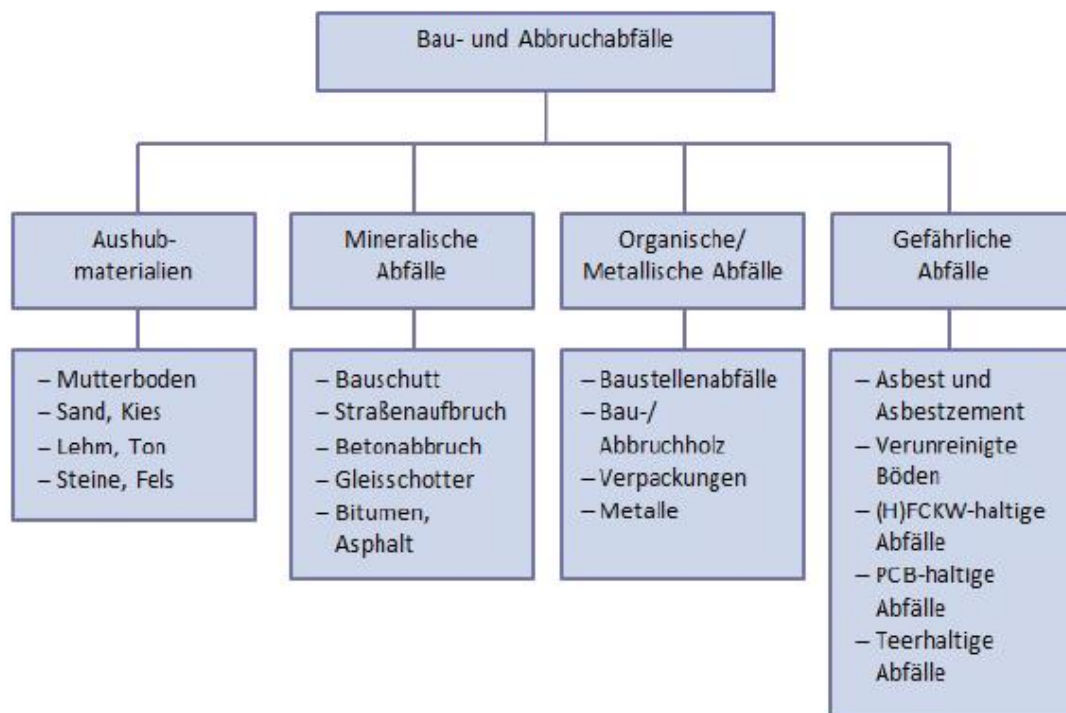 Bau- und Abbruchabfälle
Aushub-
materialien
Mineralische
Abfälle
Organische/
Metallische Abfälle
Gefährliche
Abfälle
– Mutterboden
– Sand, Kies
– Lehm, Ton
– Steine, Fels
– Bauschutt
– Straßenaufbruch
– Betonabbruch
– Gleisschotter
– Bitumen,
Asphalt
– Baustellenabfälle
– Bau-/
Abbruchholz
– Verpackungen
– Metalle
– Asbest und
Asbestzement
– Verunreinigte
Böden
– (H)FCKW-haltige
Abfälle
– PCB-haltige
Abfälle
– Teerhaltige
Abfälle